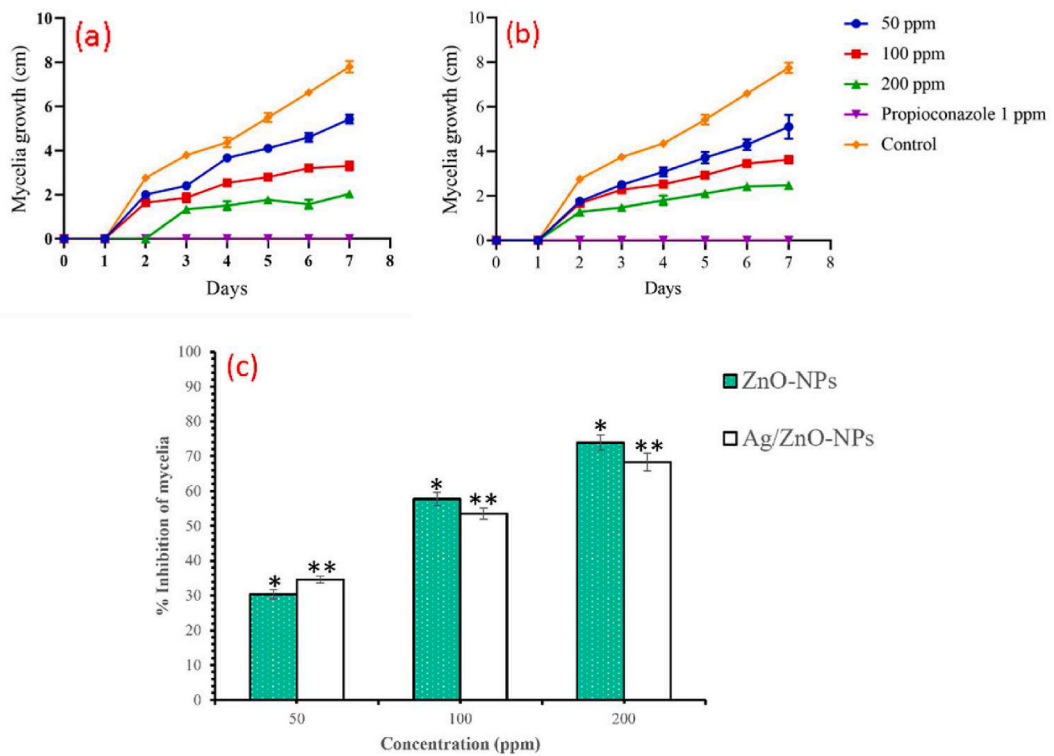 (a)
Mycelia growth (cm)
10
8
6
4
2
0
0 1 2 3 4 5 6 7 8
Days
(b)
Mycelia growth (cm)
10
8
6
4
2
0
0 1 2 3 4 5 6 7 8
Days
50 ppm
100 ppm
200 ppm
Propioconazole 1 ppm
Control
(c)
% Inhibition of mycelia
100
90
80
70
60
50
40
30
20
10
0
* **
* **
* **
50 100 200
Concentration (ppm)
ZnO-NPs
Ag/ZnO-NPs